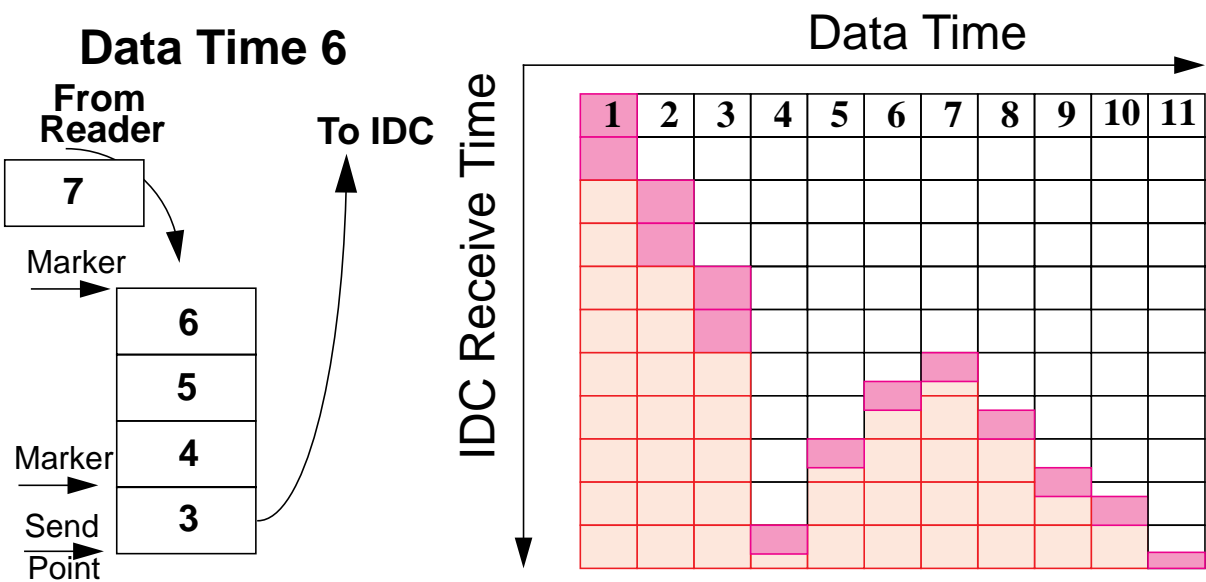 Data Time 6
From
Reader
To IDC
7
Marker
6
5
Marker
4
Send
Point
3
Data Time
IDC Receive Time
1 2 3 4 5 6 7 8 9 10 11